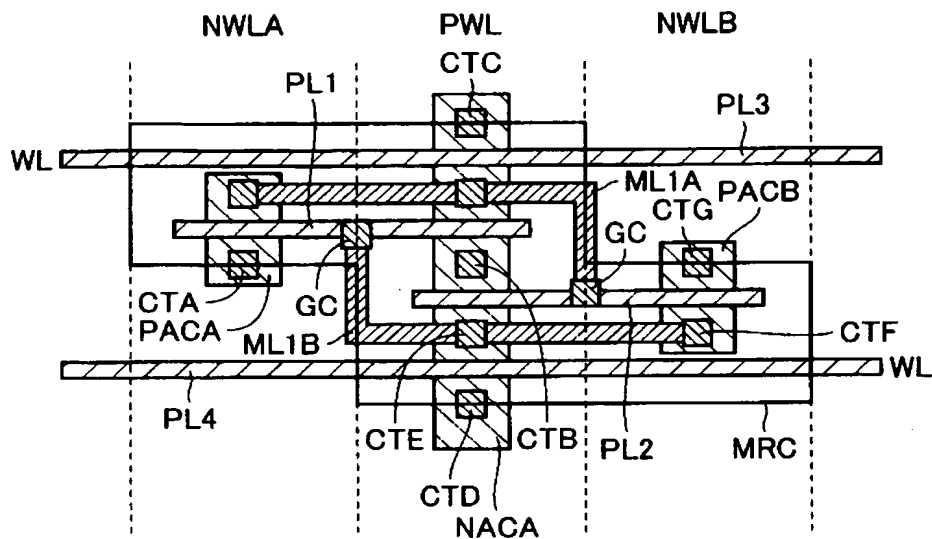 NWLA PWL NWLB
CTC
PL1 PL3
WL
ML1A PACB
CTG
GC
CTA GC
PACA
ML1B CTF
WL
PL4
CTE CTB PL2 MRC
CTD
NACA